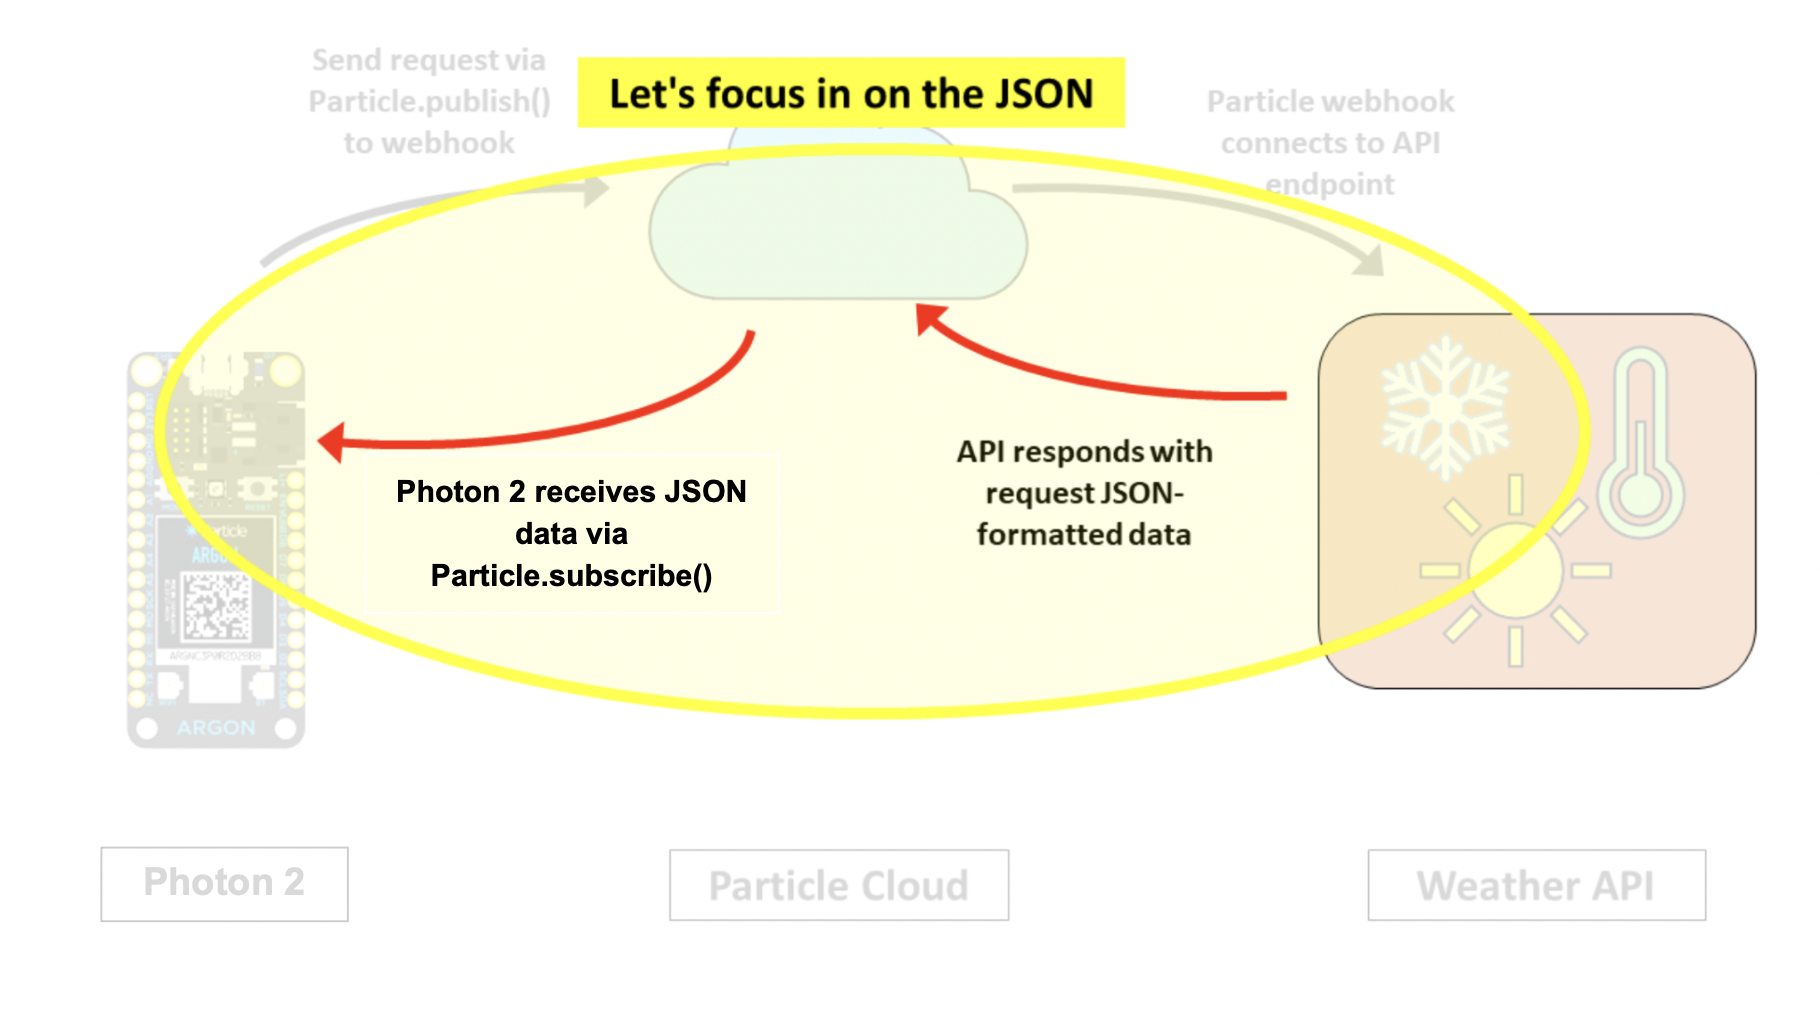 Let's focus in on the JSON
Send request via
Particle.publish()
to webhook
Particle webhook
connects to API
endpoint
Photon 2 receives JSON
data via
Particle.subscribe()
API responds with
request JSON-
formatted data
ARGON
ARGNC3PWR2D2BB8
ARGON
Photon 2
Particle Cloud
Weather API